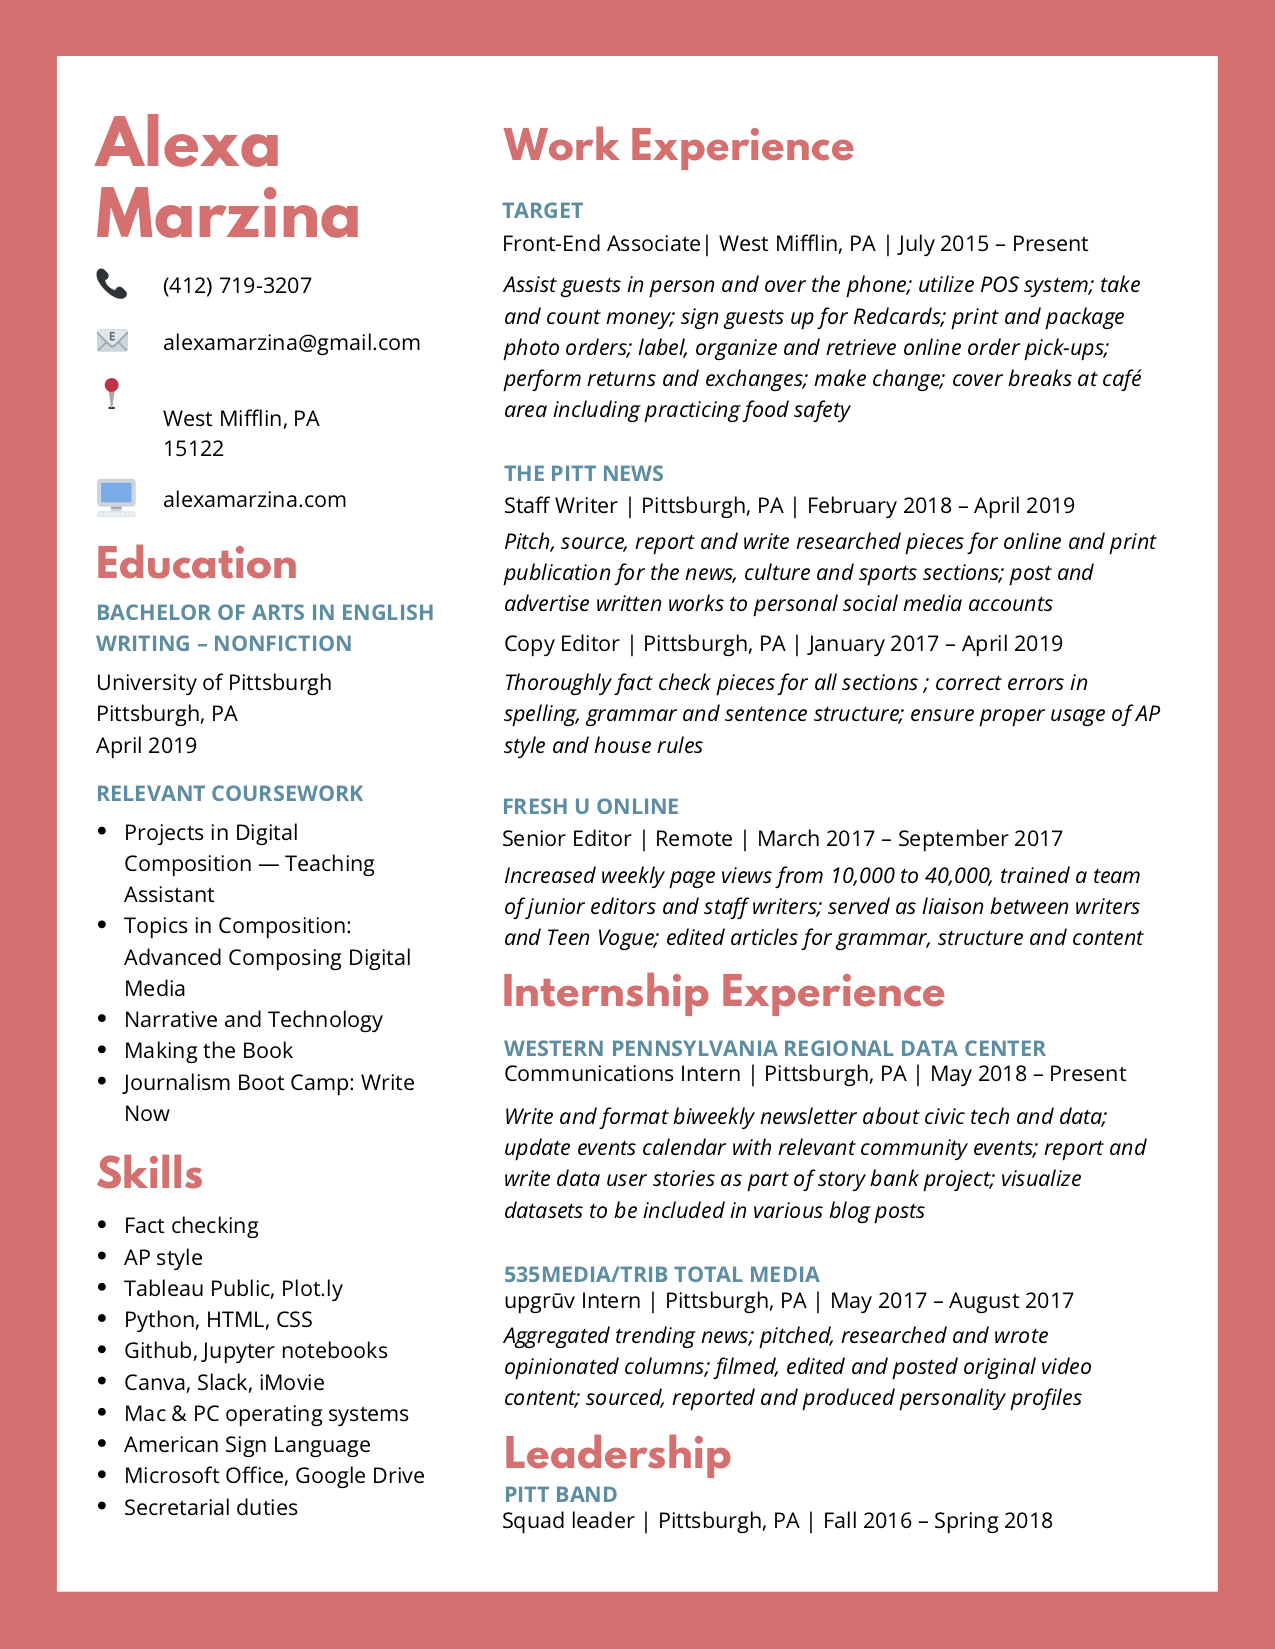 Alexa
Marzina
(412) 719-3207
E
alexamarzina@gmail.com
West Mifflin, PA
15122
alexamarzina.com
Education
BACHELOR OF ARTS IN ENGLISH
WRITING – NONFICTION
University of Pittsburgh
Pittsburgh, PA
April 2019
RELEVANT COURSEWORK
• Projects in Digital
Composition — Teaching
Assistant
• Topics in Composition:
Advanced Composing Digital
Media
• Narrative and Technology
• Making the Book
• Journalism Boot Camp: Write
Now
Skills
• Fact checking
• AP style
• Tableau Public, Plot.ly
• Python, HTML, CSS
• Github, Jupyter notebooks
• Canva, Slack, iMovie
• Mac & PC operating systems
• American Sign Language
• Microsoft Office, Google Drive
• Secretarial duties
Work Experience
TARGET
Front-End Associate| West Mifflin, PA | July 2015 – Present
Assist guests in person and over the phone; utilize POS system; take
and count money; sign guests up for Redcards; print and package
photo orders; label, organize and retrieve online order pick-ups;
perform returns and exchanges; make change; cover breaks at café
area including practicing food safety
THE PITT NEWS
Staff Writer | Pittsburgh, PA | February 2018 – April 2019
Pitch, source, report and write researched pieces for online and print
publication for the news, culture and sports sections; post and
advertise written works to personal social media accounts
Copy Editor | Pittsburgh, PA | January 2017 – April 2019
Thoroughly fact check pieces for all sections ; correct errors in
spelling, grammar and sentence structure; ensure proper usage of AP
style and house rules
FRESH U ONLINE
Senior Editor | Remote | March 2017 – September 2017
Increased weekly page views from 10,000 to 40,000, trained a team
of junior editors and staff writers; served as liaison between writers
and Teen Vogue; edited articles for grammar, structure and content
Internship Experience
WESTERN PENNSYLVANIA REGIONAL DATA CENTER
Communications Intern | Pittsburgh, PA | May 2018 – Present
Write and format biweekly newsletter about civic tech and data;
update events calendar with relevant community events; report and
write data user stories as part of story bank project; visualize
datasets to be included in various blog posts
535MEDIA/TRIB TOTAL MEDIA
upgrūv Intern | Pittsburgh, PA | May 2017 – August 2017
Aggregated trending news; pitched, researched and wrote
opinionated columns; filmed, edited and posted original video
content; sourced, reported and produced personality profiles
Leadership
PITT BAND
Squad leader | Pittsburgh, PA | Fall 2016 – Spring 2018